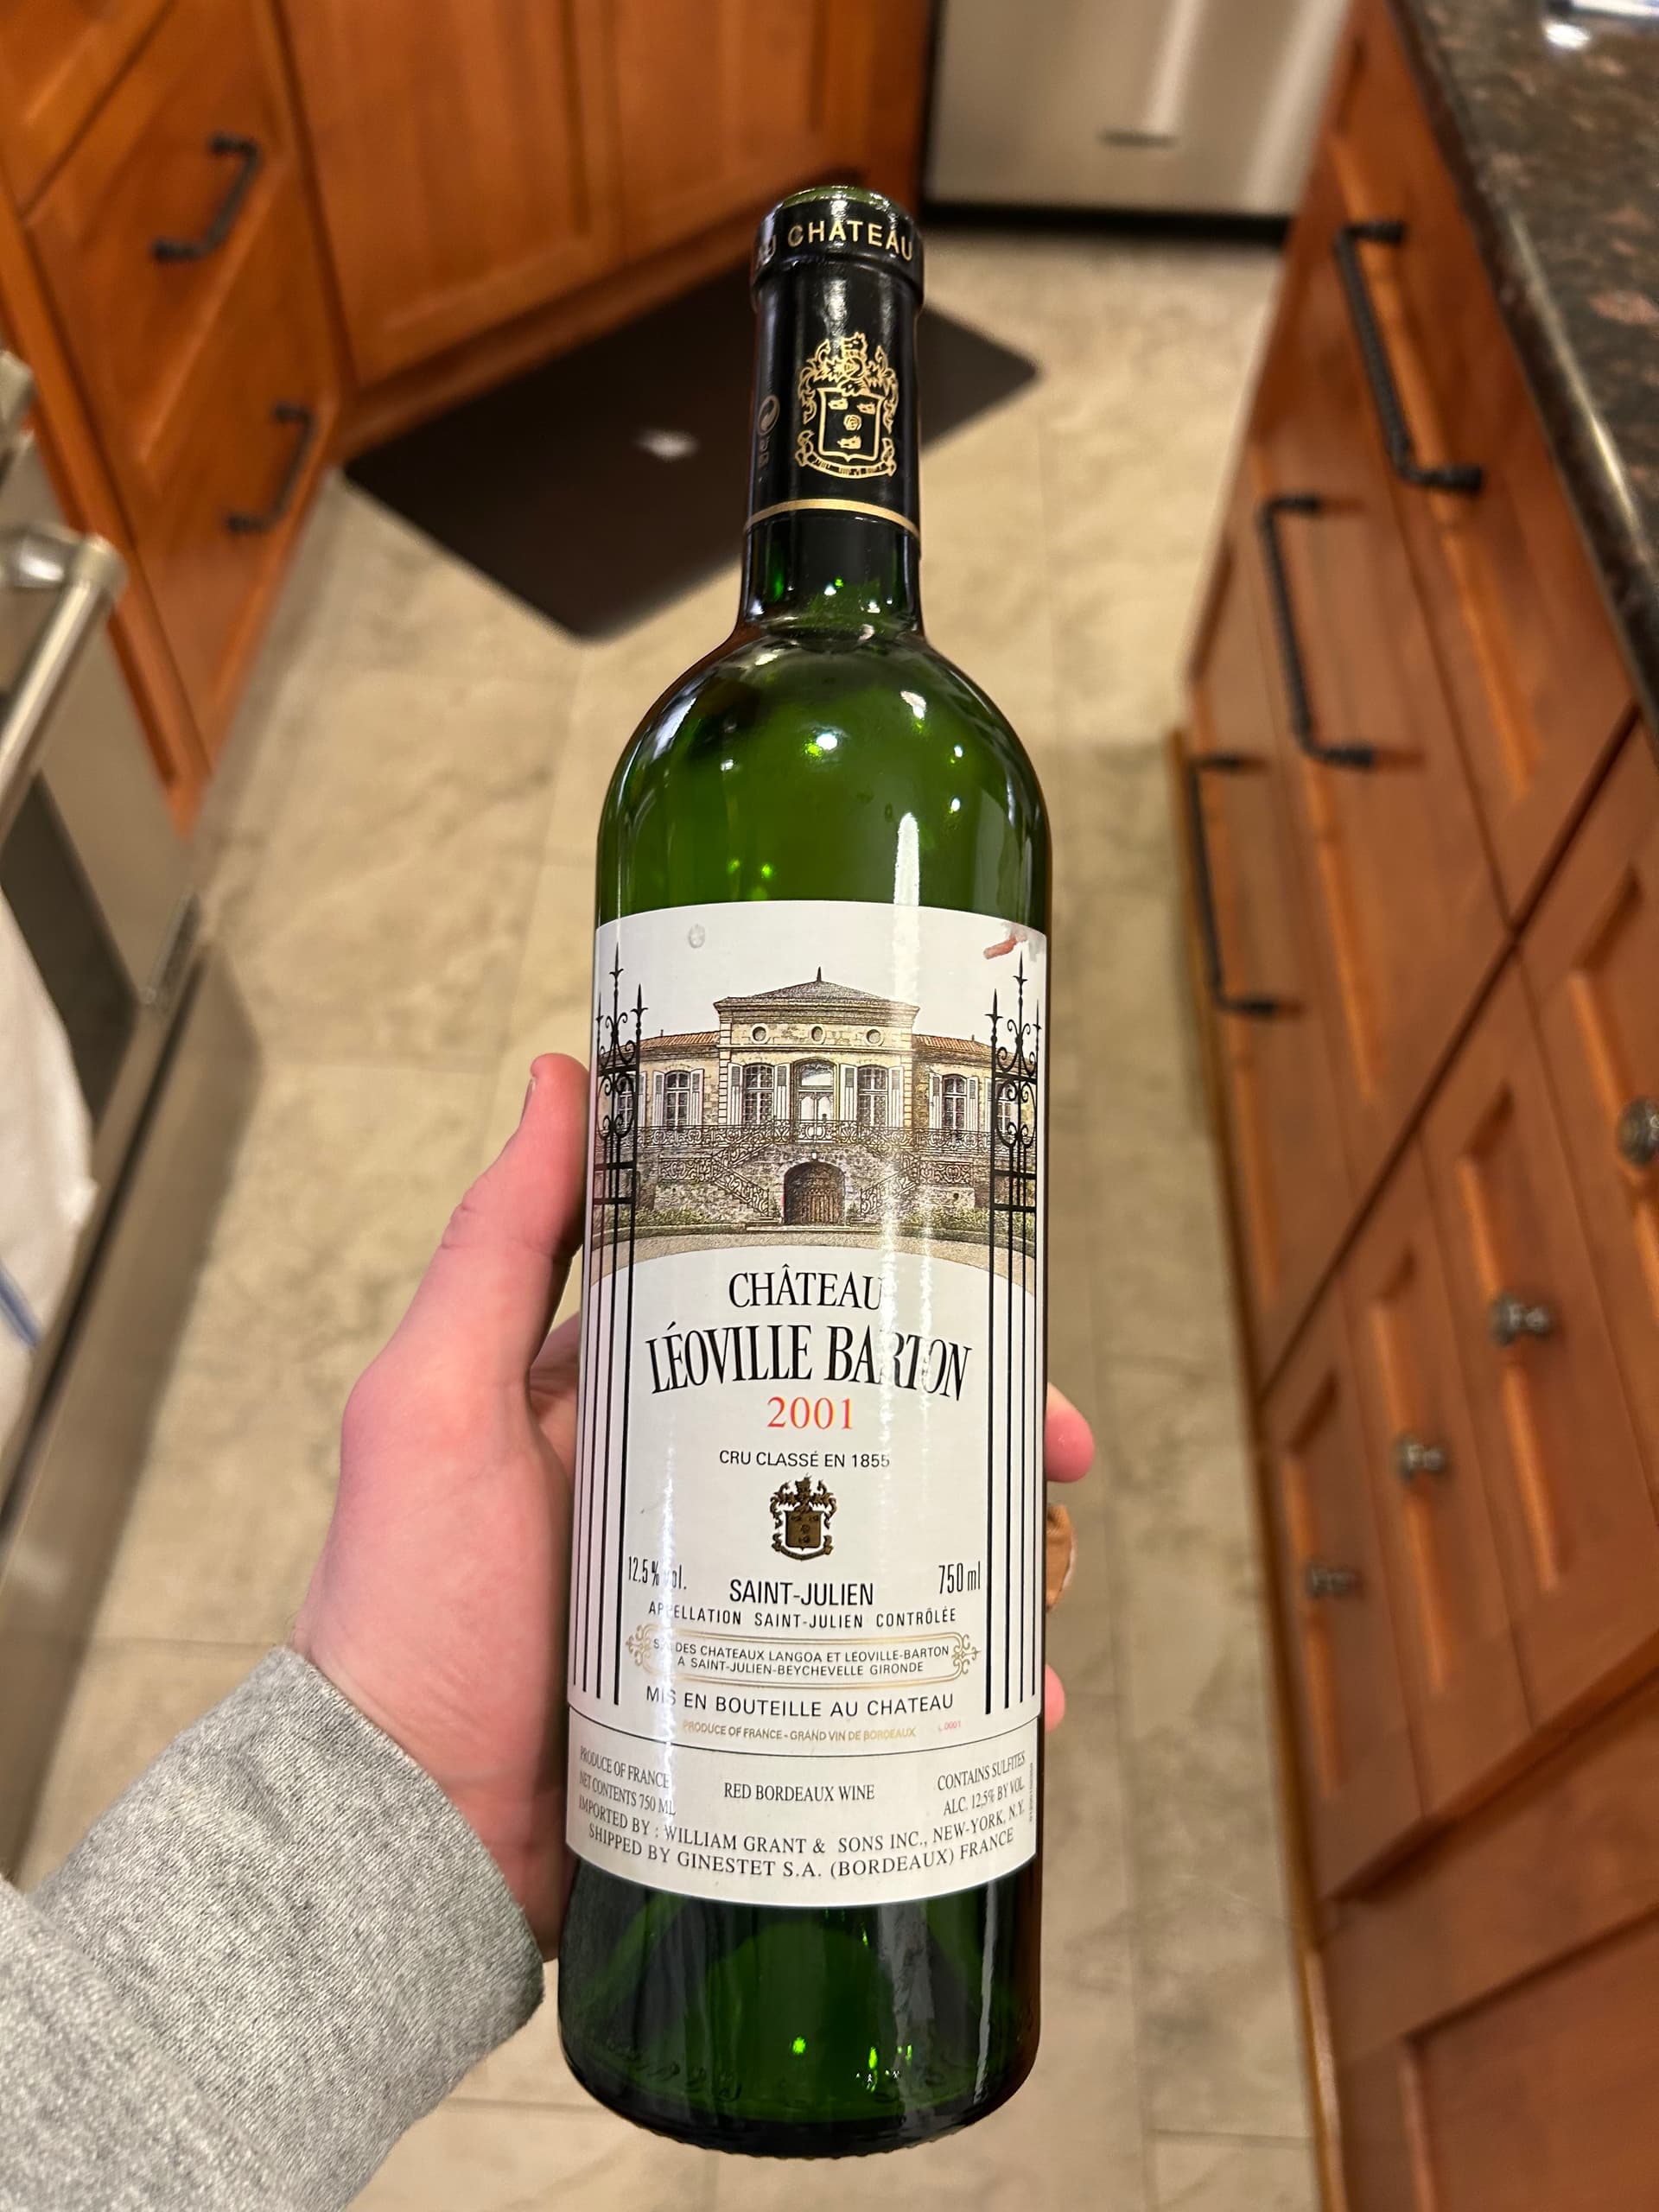 CHATEAU
CHÂTEAU
LÉOVILLE BARTON
2001
CRU CLASSÉ EN 1855
12.5% vol.
750 ml
SAINT-JULIEN
APPELLATION SAINT-JULIEN CONTRÔLÉE
DES CHATEAUX LANGOA ET LÉOVILLE-BARTON
A SAINT-JULIEN-BEYCHEVELLE GIRONDE
MIS EN BOUTEILLE AU CHATEAU
PRODUCE OF FRANCE - GRAND VIN DE BORDEAUX
L.0001
PRODUCE OF FRANCE
NET CONTENTS 750 ML
RED BORDEAUX WINE
CONTAINS SULFITES
ALC. 12.5% BY VOL.
IMPORTED BY : WILLIAM GRANT & SONS INC., NEW-YORK, N.Y.
SHIPPED BY GINESTET S.A. (BORDEAUX) FRANCE